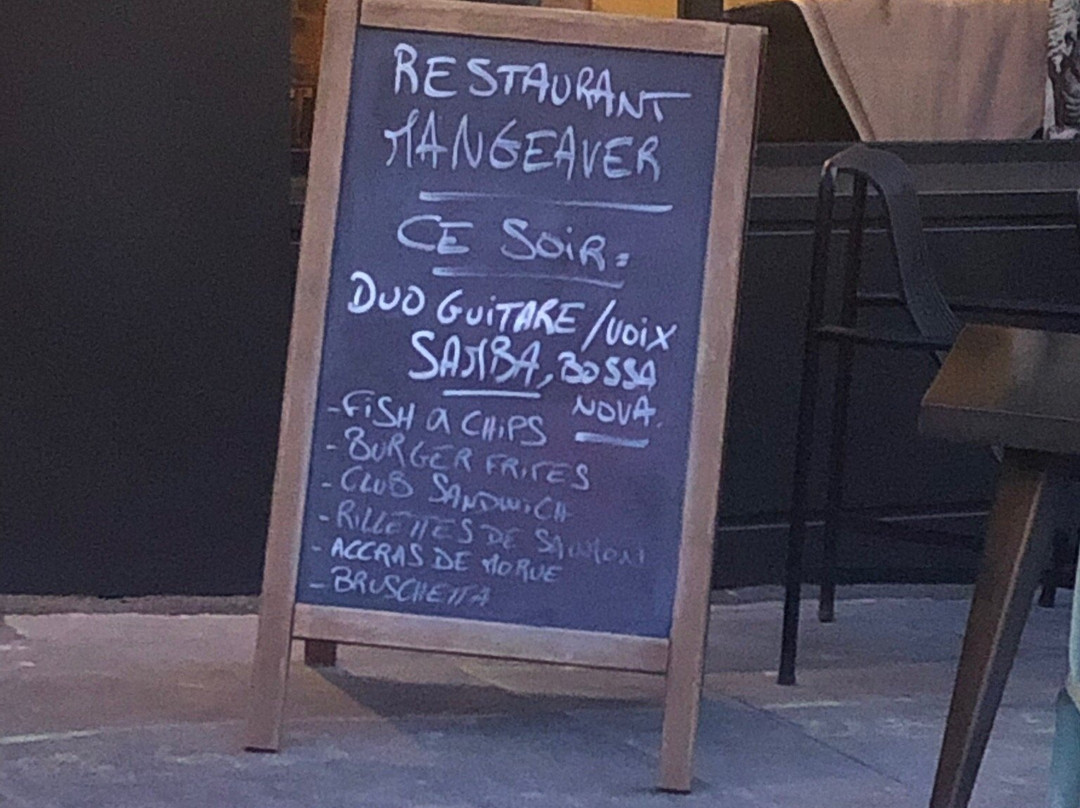 RESTAURANT
MANGEAVER
CE SOiR:
DUO GUiTARE/VOiX
SAMBA, BOSSA
NOVA.
-FiSH & CHiPS
-BURGER FRITES
-CLUB SANDWiCH
-RILLETTES DE SAUMON
-ACCRAS DE MORUE
-BRUSCHETTA